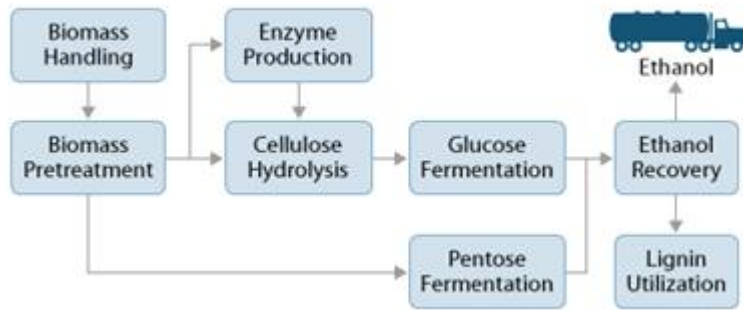 Biomass
Handling
Enzyme
Production
Ethanol
Biomass
Pretreatment
Cellulose
Hydrolysis
Glucose
Fermentation
Ethanol
Recovery
Pentose
Fermentation
Lignin
Utilization